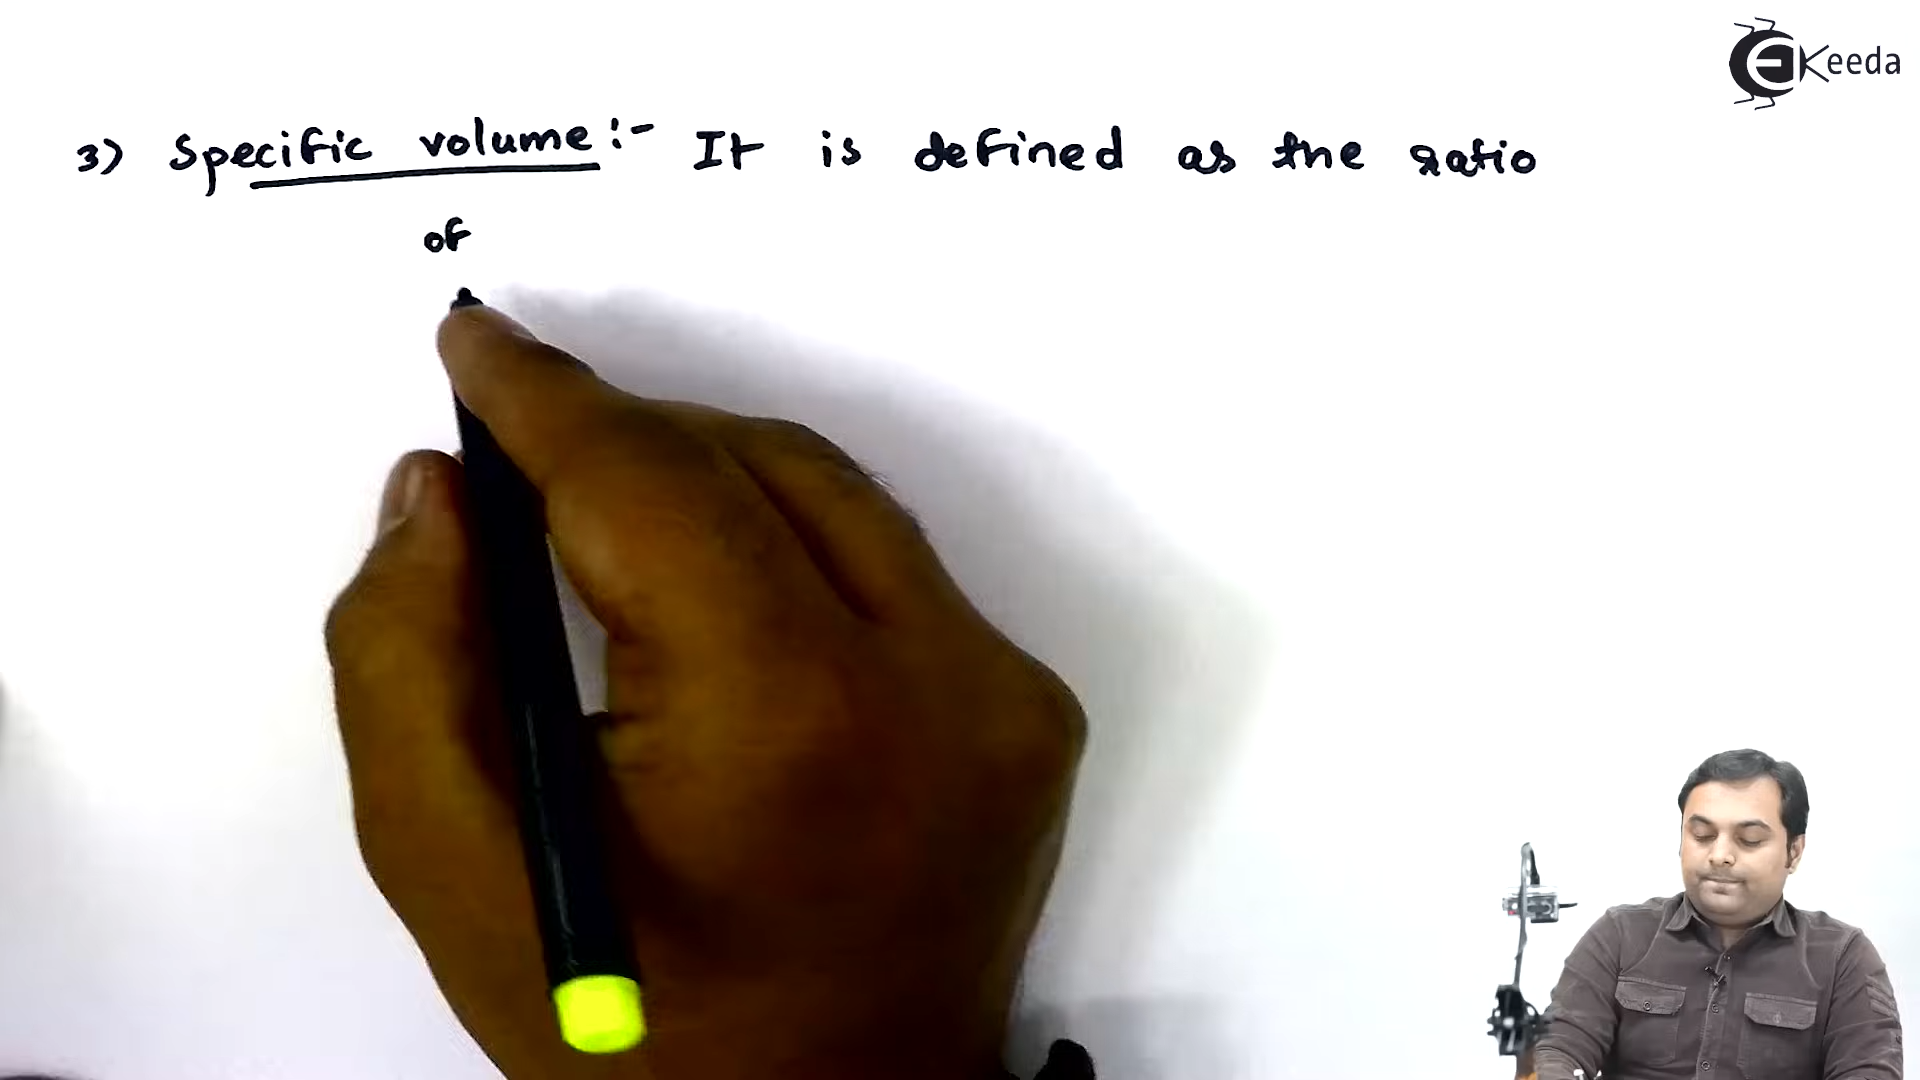 EKeeda
3) Specific volume :- It is defined as the ratio
of